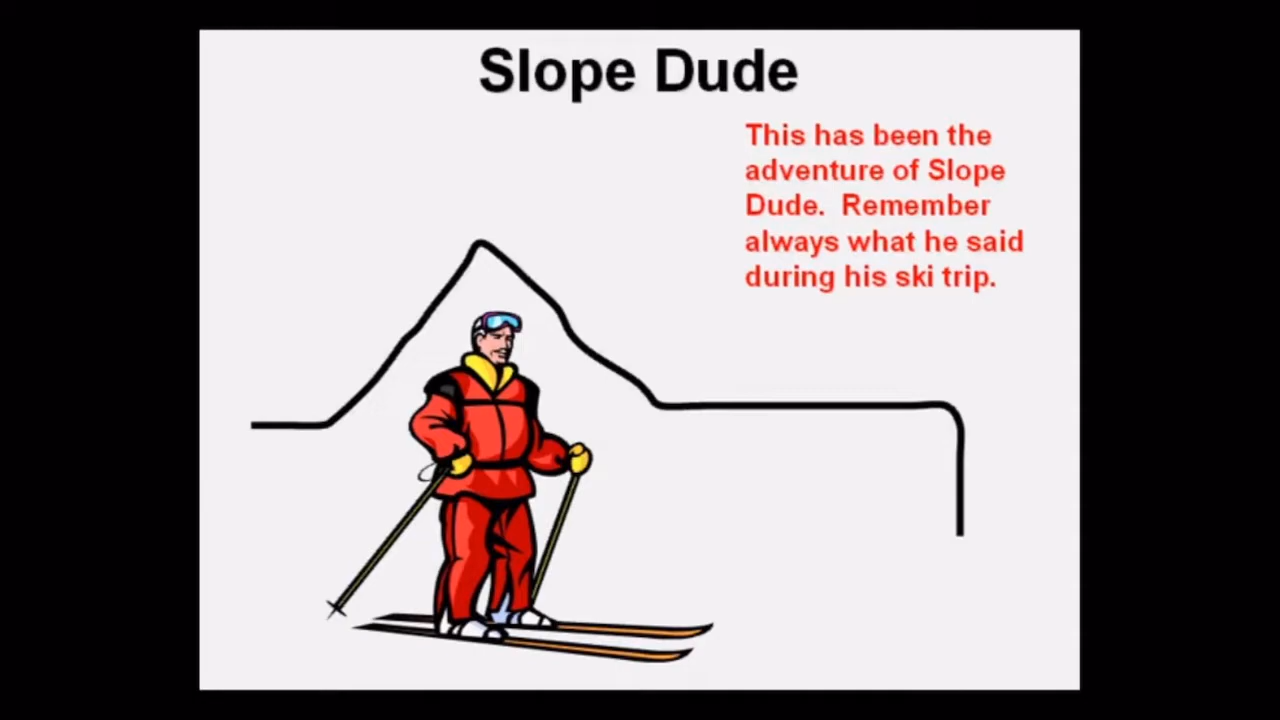 Slope Dude
This has been the
adventure of Slope
Dude.  Remember
always what he said
during his ski trip.